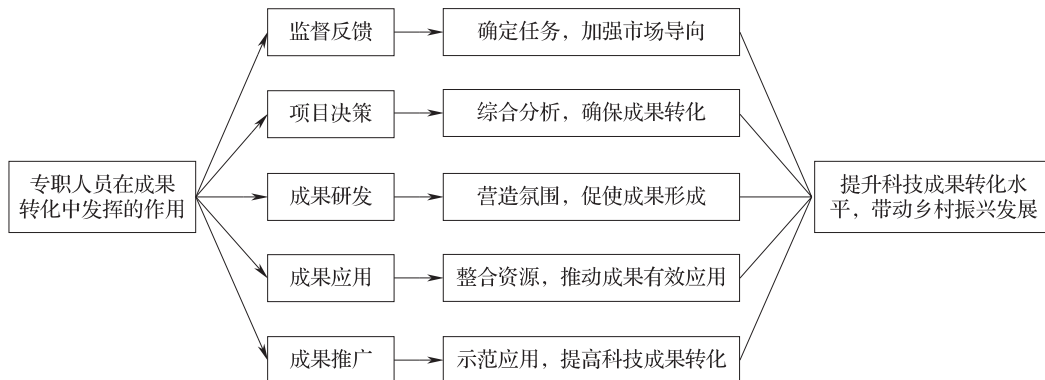 监督反馈
确定任务，加强市场导向
项目决策
综合分析，确保成果转化
专职人员在成果
转化中发挥的作用
成果研发
营造氛围，促使成果形成
提升科技成果转化水
平，带动乡村振兴发展
成果应用
整合资源，推动成果有效应用
成果推广
示范应用，提高科技成果转化